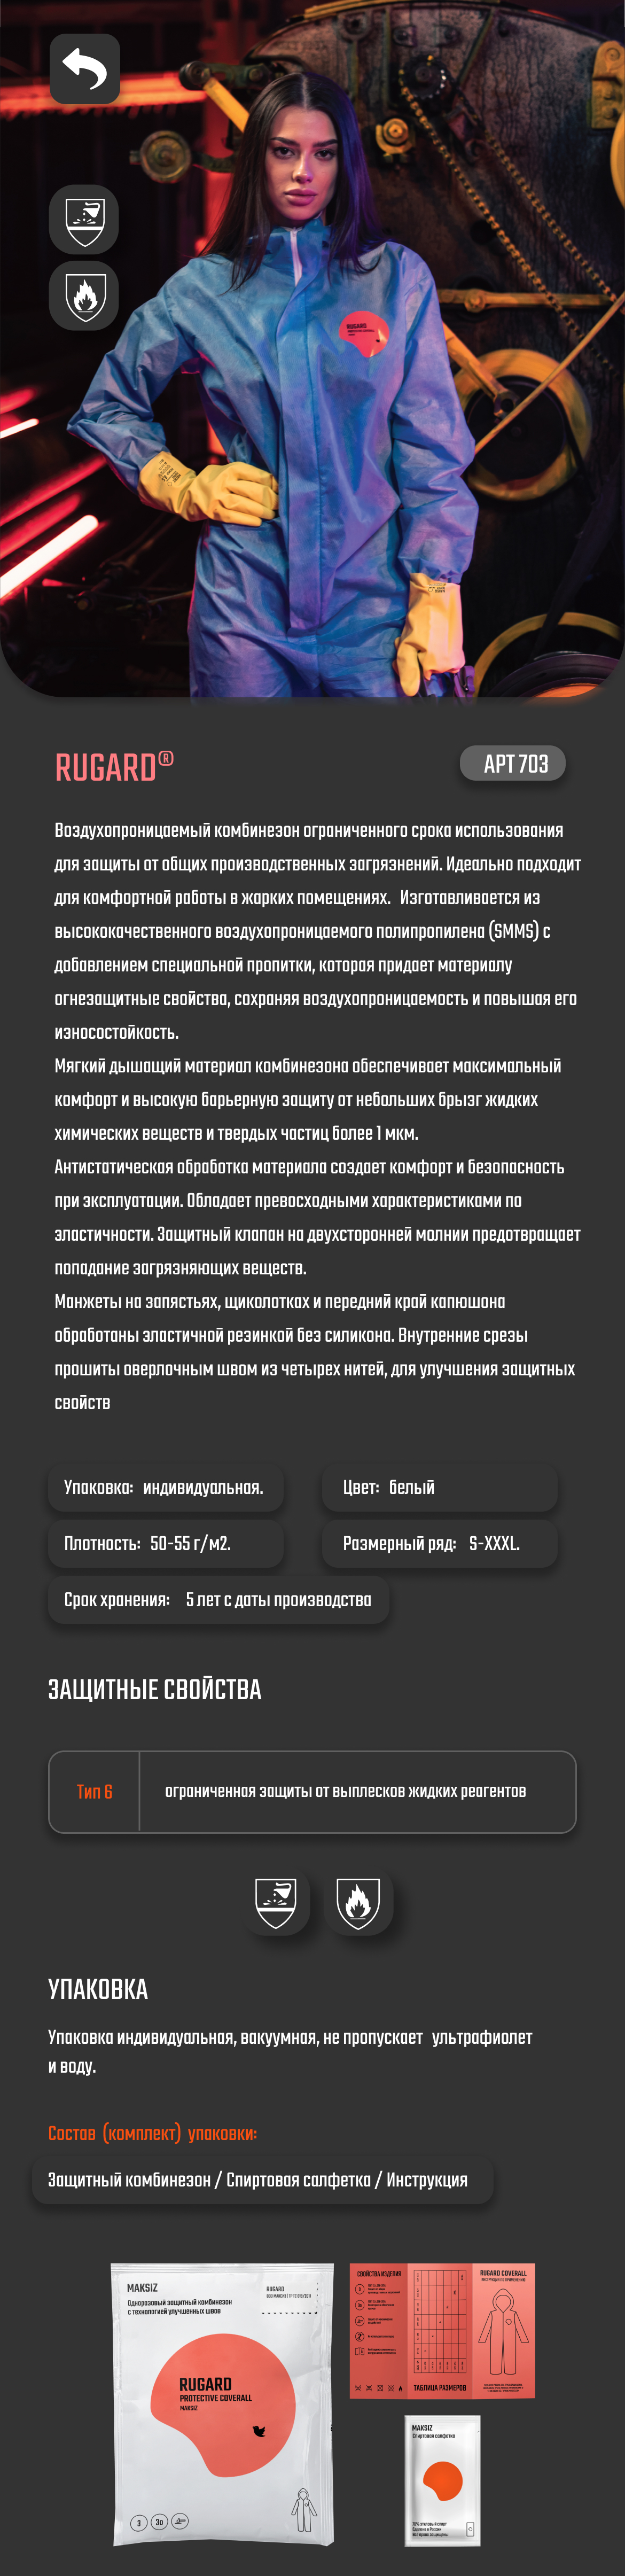 RUGARD
RUGARD®
АРТ 703
Воздухопроницаемый комбинезон ограниченного срока использования
для защиты от общих производственных загрязнений. Идеально подходит
для комфортной работы в жарких помещениях. Изготавливается из
высококачественного воздухопроницаемого полипропилена (SMMS) с
добавлением специальной пропитки, которая придает материалу
огнезащитные свойства, сохраняя воздухопроницаемость и повышая его
износостойкость.
Мягкий дышащий материал комбинезона обеспечивает максимальный
комфорт и высокую барьерную защиту от небольших брызг жидких
химических веществ и твердых частиц более 1 мкм.
Антистатическая обработка материала создает комфорт и безопасность
при эксплуатации. Обладает превосходными характеристиками по
эластичности. Защитный клапан на двухсторонней молнии предотвращает
попадание загрязняющих веществ.
Манжеты на запястьях, щиколотках и передний край капюшона
обработаны эластичной резинкой без силикона. Внутренние срезы
прошиты оверлочным швом из четырех нитей, для улучшения защитных
свойств
Упаковка: индивидуальная.
Цвет: белый
Плотность: 50-55 г/м2.
Размерный ряд: S-XXXL.
Срок хранения: 5 лет с даты производства
ЗАЩИТНЫЕ СВОЙСТВА
Тип 6
ограниченная защиты от выплесков жидких реагентов
УПАКОВКА
Упаковка индивидуальная, вакуумная, не пропускает ультрафиолет
и воду.
Состав (комплект) упаковки:
Защитный комбинезон / Спиртовая салфетка / Инструкция
MAKSIZ
Одноразовый защитный комбинезон
с технологией улучшенных швов
RUGARD
RUGARD
PROTECTIVE COVERALL
MAKSIZ
СВОЙСТВА ИЗДЕЛИЯ
ТАБЛИЦА РАЗМЕРОВ
RUGARD COVERALL
MAKSIZ
Спиртовая салфетка